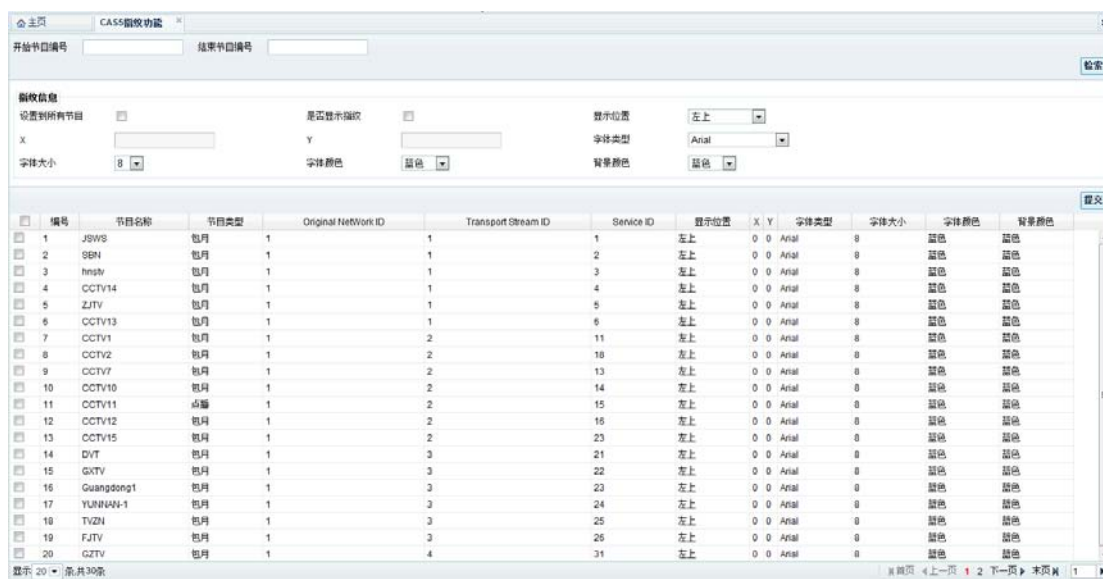 主页 CAS5指纹功能
开始节目编号 结束节目编号
检索
指纹信息
设置到所有节目 是否显示指纹 显示位置 左上
X Y 字体类型 Arial
字体大小 8 字体颜色 蓝色 背景颜色 蓝色
提交
编号 节目名称 节目类型 Original NetWork ID Transport Stream ID Service ID 显示位置 X Y 字体类型 字体大小 字体颜色 背景颜色
1 JSWS 包月 1 1 1 左上 0 0 Arial 8 蓝色 蓝色
2 SBN 包月 1 1 2 左上 0 0 Arial 8 蓝色 蓝色
3 hnstv 包月 1 1 3 左上 0 0 Arial 8 蓝色 蓝色
4 CCTV14 包月 1 1 4 左上 0 0 Arial 8 蓝色 蓝色
5 ZJTV 包月 1 1 5 左上 0 0 Arial 8 蓝色 蓝色
6 CCTV13 包月 1 1 6 左上 0 0 Arial 8 蓝色 蓝色
7 CCTV1 包月 1 2 11 左上 0 0 Arial 8 蓝色 蓝色
8 CCTV2 包月 1 2 18 左上 0 0 Arial 8 蓝色 蓝色
9 CCTV7 包月 1 2 13 左上 0 0 Arial 8 蓝色 蓝色
10 CCTV10 包月 1 2 14 左上 0 0 Arial 8 蓝色 蓝色
11 CCTV11 点播 1 2 15 左上 0 0 Arial 8 蓝色 蓝色
12 CCTV12 包月 1 2 16 左上 0 0 Arial 8 蓝色 蓝色
13 CCTV15 包月 1 2 23 左上 0 0 Arial 8 蓝色 蓝色
14 DVT 包月 1 3 21 左上 0 0 Arial 8 蓝色 蓝色
15 GXTV 包月 1 3 22 左上 0 0 Arial 8 蓝色 蓝色
16 Guangdong1 包月 1 3 23 左上 0 0 Arial 8 蓝色 蓝色
17 YUNNAN-1 包月 1 3 24 左上 0 0 Arial 8 蓝色 蓝色
18 TVZN 包月 1 3 25 左上 0 0 Arial 8 蓝色 蓝色
19 FJTV 包月 1 3 26 左上 0 0 Arial 8 蓝色 蓝色
20 GZTV 包月 1 4 31 左上 0 0 Arial 8 蓝色 蓝色
显示 20 条,共30条 首页 上一页 1 2 下一页 末页 1